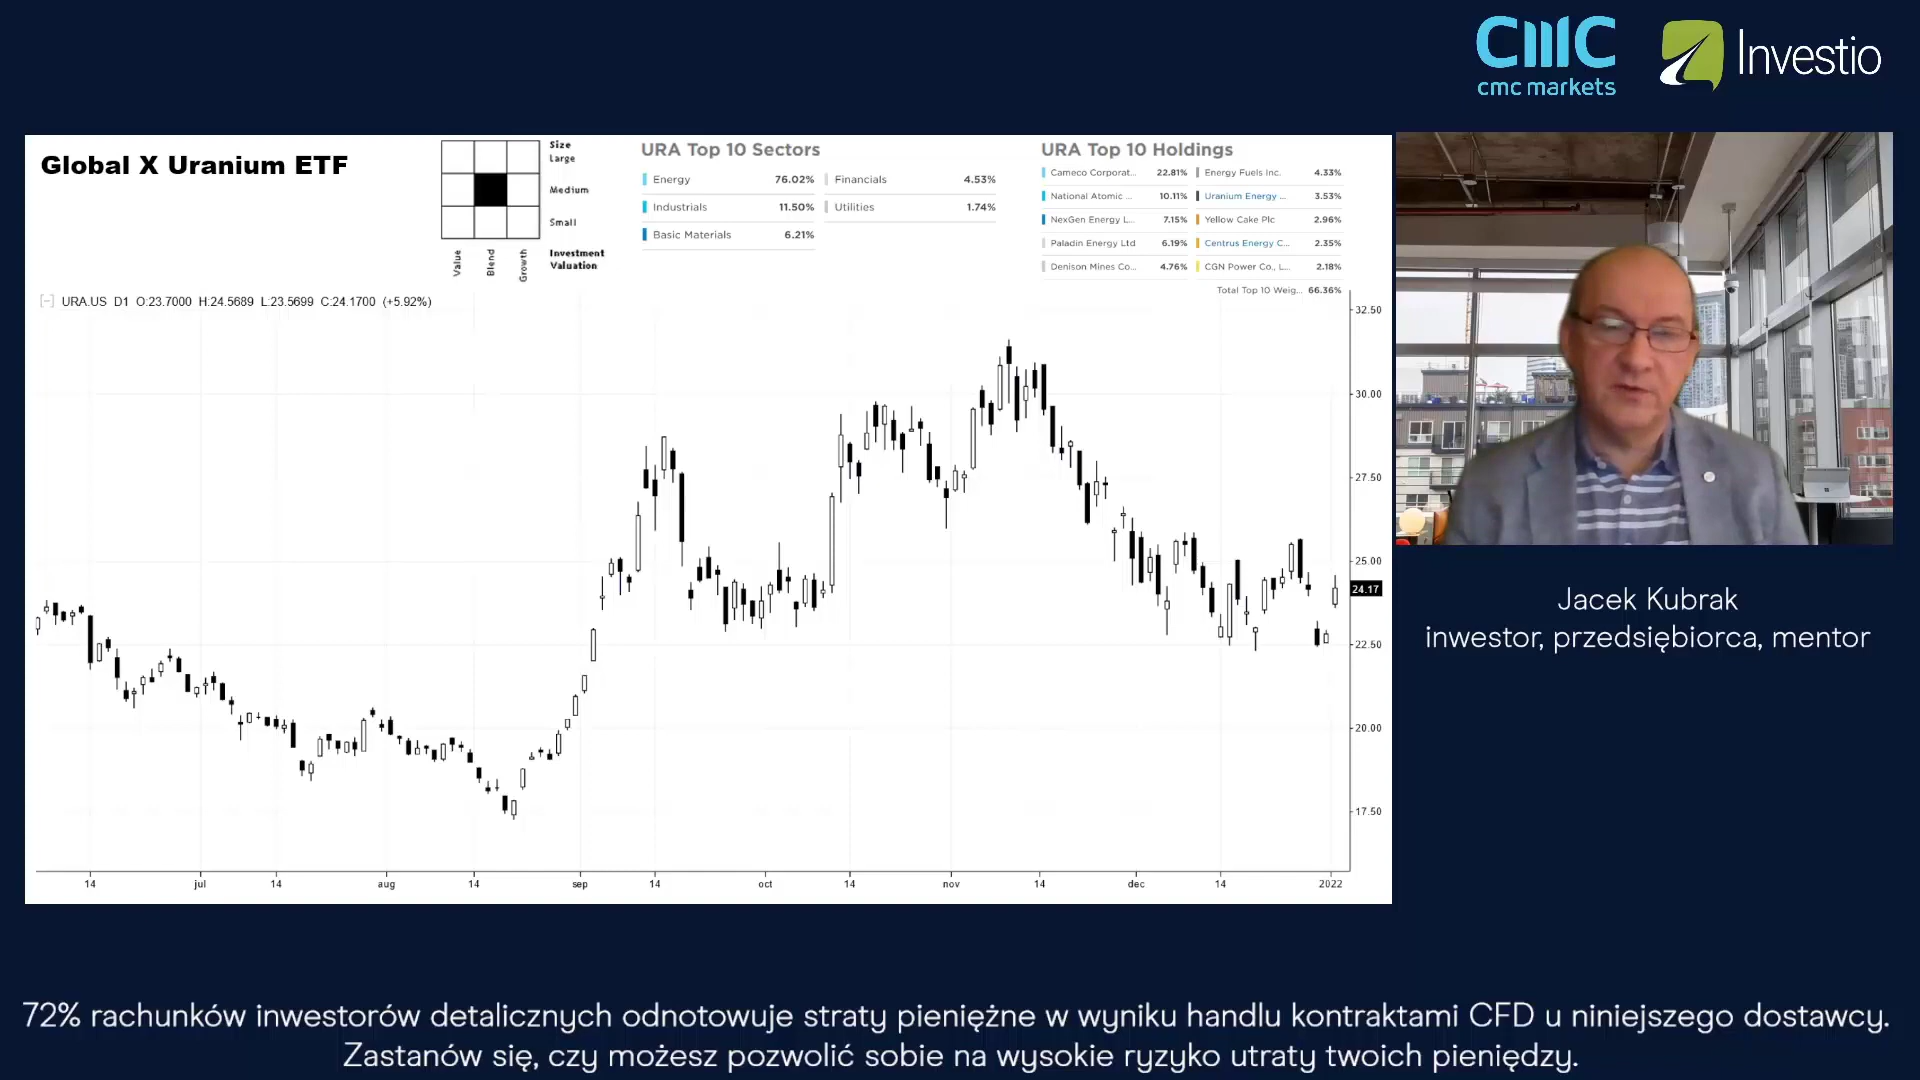 CMC
cmc markets
Investio
Global X Uranium ETF
Size
Large
Medium
Small
Value
Blend
Growth
Investment
Valuation
URA Top 10 Sectors
Energy 76.02%
Financials 4.53%
Industrials 11.50%
Utilities 1.74%
Basic Materials 6.21%
URA Top 10 Holdings
Cameco Corporat... 22.81%
Energy Fuels Inc. 4.33%
National Atomic ... 10.11%
Uranium Energy ... 3.53%
NexGen Energy L... 7.15%
Yellow Cake Plc 2.96%
Paladin Energy Ltd 6.19%
Centrus Energy C... 2.35%
Denison Mines Co... 4.76%
CGN Power Co., L... 2.18%
Total Top 10 Weig... 66.36%
[-] URA.US D1 O:23.7000 H:24.5689 L:23.5699 C:24.1700 (+5.92%)
32.50
30.00
27.50
25.00
24.17
22.50
20.00
17.50
14 jul 14 aug 14 sep 14 oct 14 nov 14 dec 14 2022
Jacek Kubrak
inwestor, przedsiębiorca, mentor
72% rachunków inwestorów detalicznych odnotowuje straty pieniężne w wyniku handlu kontraktami CFD u niniejszego dostawcy.
Zastanów się, czy możesz pozwolić sobie na wysokie ryzyko utraty twoich pieniędzy.